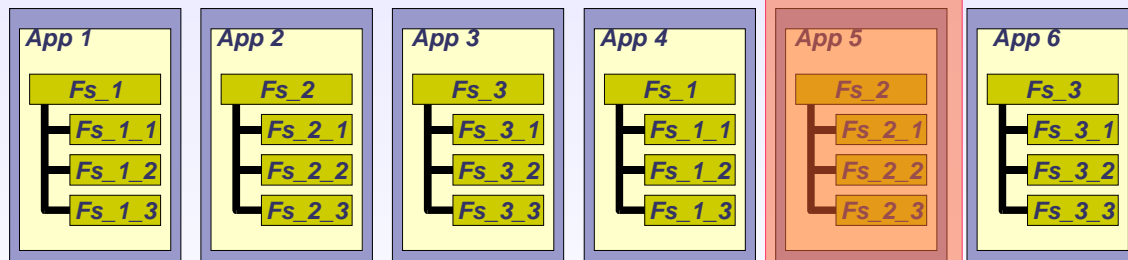 App 1 App 2 App 3 App 4 App 5 App 6
Fs_1 Fs_2 Fs_3 Fs_1 Fs_2 Fs_3
Fs_1_1 Fs_2_1 Fs_3_1 Fs_1_1 Fs_2_1 Fs_3_1
Fs_1_2 Fs_2_2 Fs_3_2 Fs_1_2 Fs_2_2 Fs_3_2
Fs_1_3 Fs_2_3 Fs_3_3 Fs_1_3 Fs_2_3 Fs_3_3